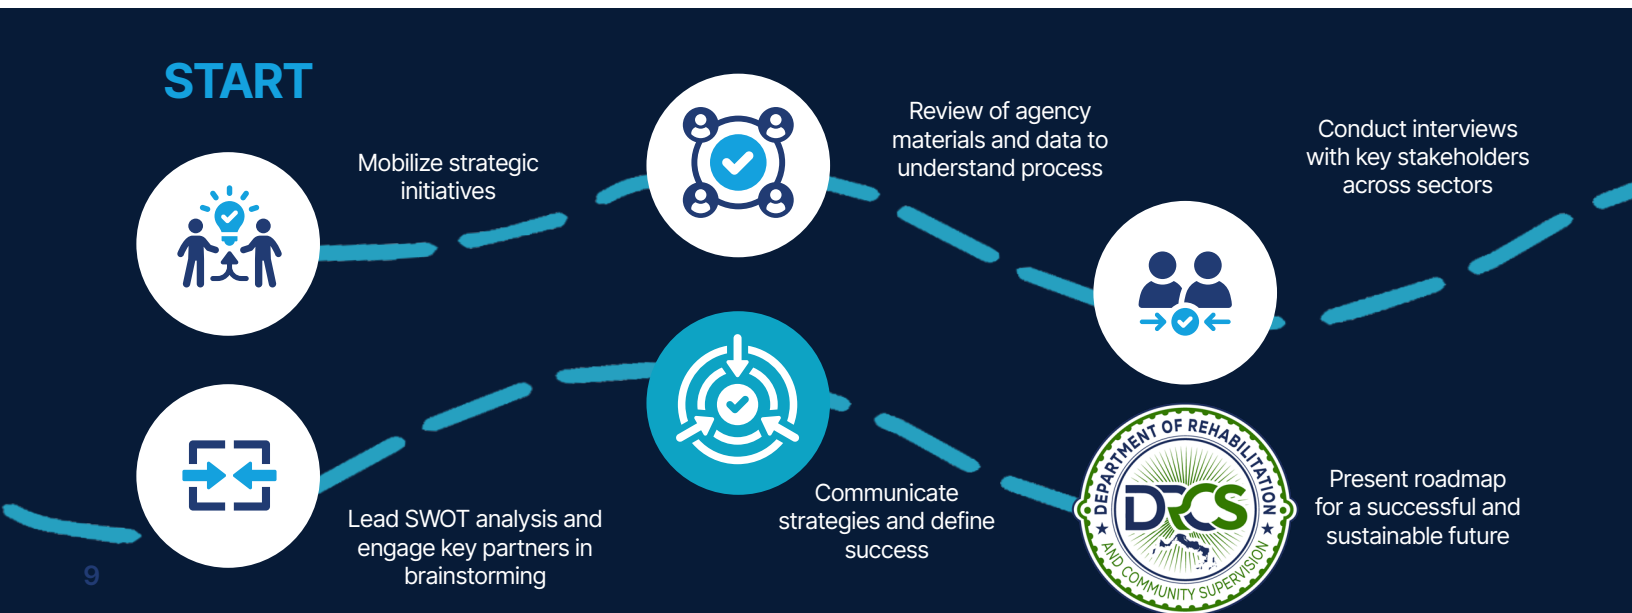 START
Mobilize strategic
initiatives
Review of agency
materials and data to
understand process
Conduct interviews
with key stakeholders
across sectors
Lead SWOT analysis and
engage key partners in
brainstorming
Communicate
strategies and define
success
DEPARTMENT OF REHABILITATION
DRCS
AND COMMUNITY SUPERVISION
Present roadmap
for a successful and
sustainable future
9